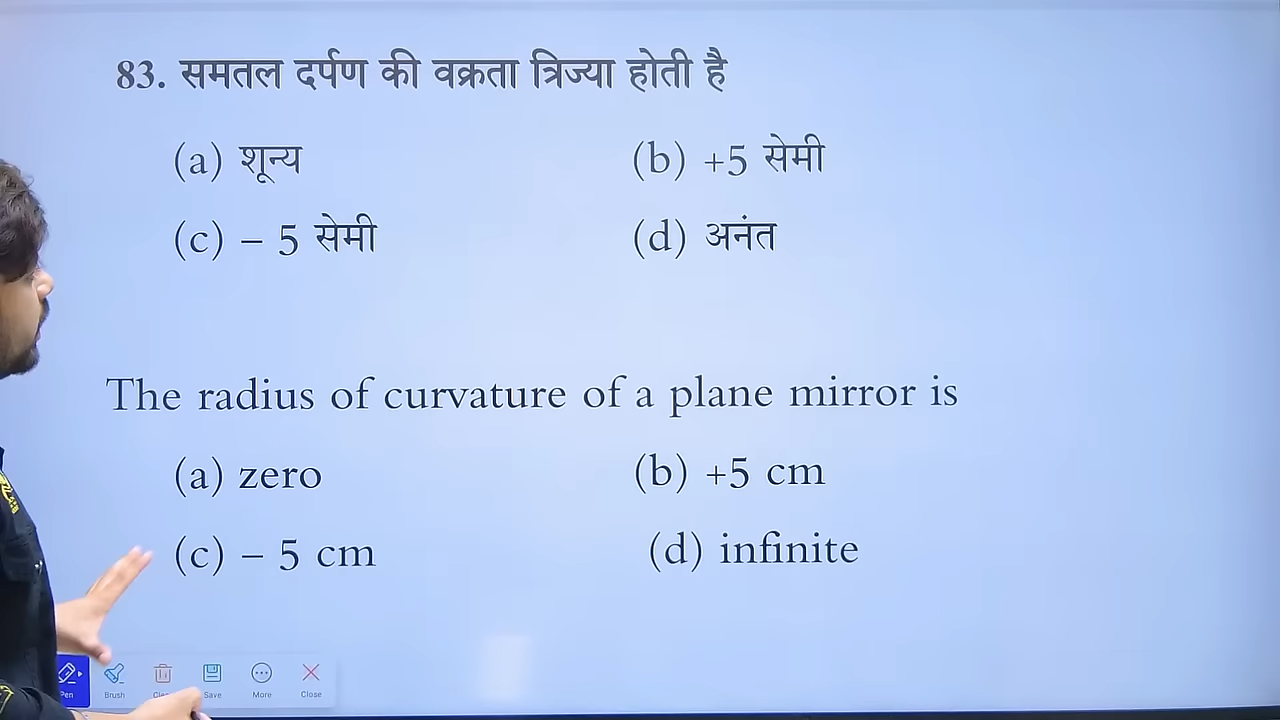 83. समतल दर्पण की वक्रता त्रिज्या होती है
(a) शून्य (b) +5 सेमी
(c) – 5 सेमी (d) अनंत
The radius of curvature of a plane mirror is
(a) zero (b) +5 cm
(c) – 5 cm (d) infinite
Pen Brush Save More Close